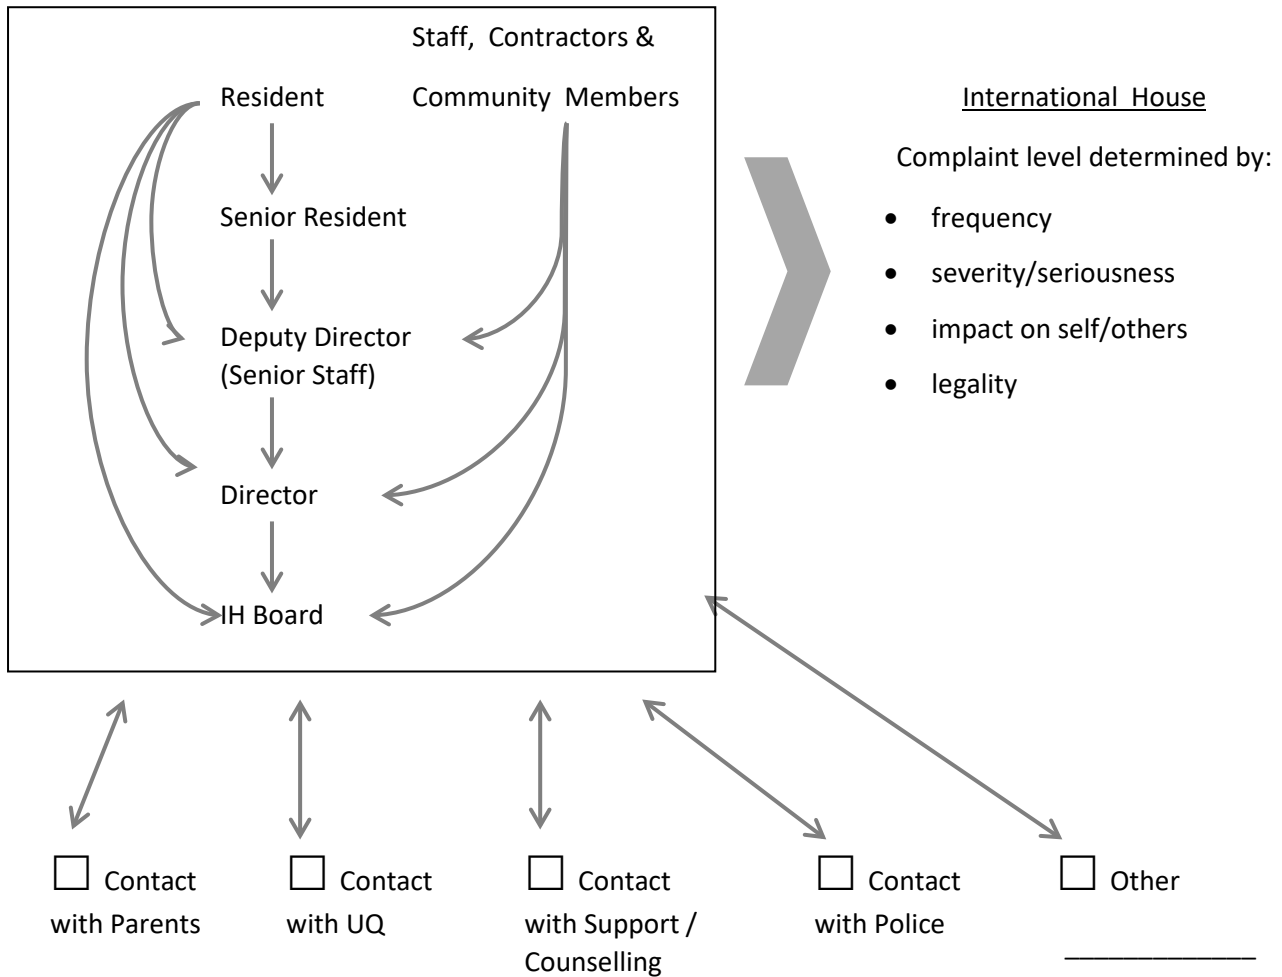 Staff, Contractors &
Resident
Community Members
Senior Resident
Deputy Director
(Senior Staff)
Director
IH Board
International House
Complaint level determined by:
• frequency
• severity/seriousness
• impact on self/others
• legality
☐ Contact
with Parents
☐ Contact
with UQ
☐ Contact
with Support /
Counselling
☐ Contact
with Police
☐ Other
_____________